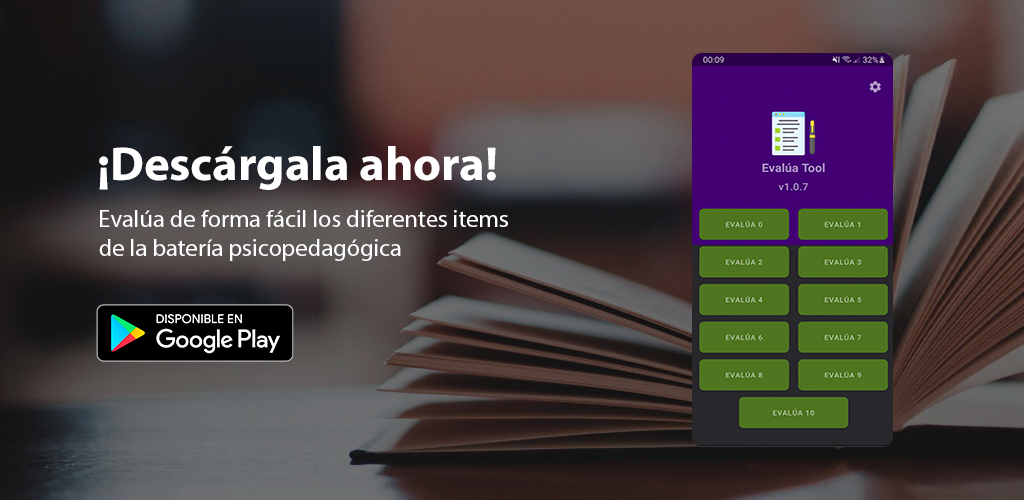 ¡Descárgala ahora!
Evalúa de forma fácil los diferentes items
de la batería psicopedagógica
DISPONIBLE EN
Google Play
00:09
32%
Evalúa Tool
v1.0.7
EVALÚA 0
EVALÚA 1
EVALÚA 2
EVALÚA 3
EVALÚA 4
EVALÚA 5
EVALÚA 6
EVALÚA 7
EVALÚA 8
EVALÚA 9
EVALÚA 10